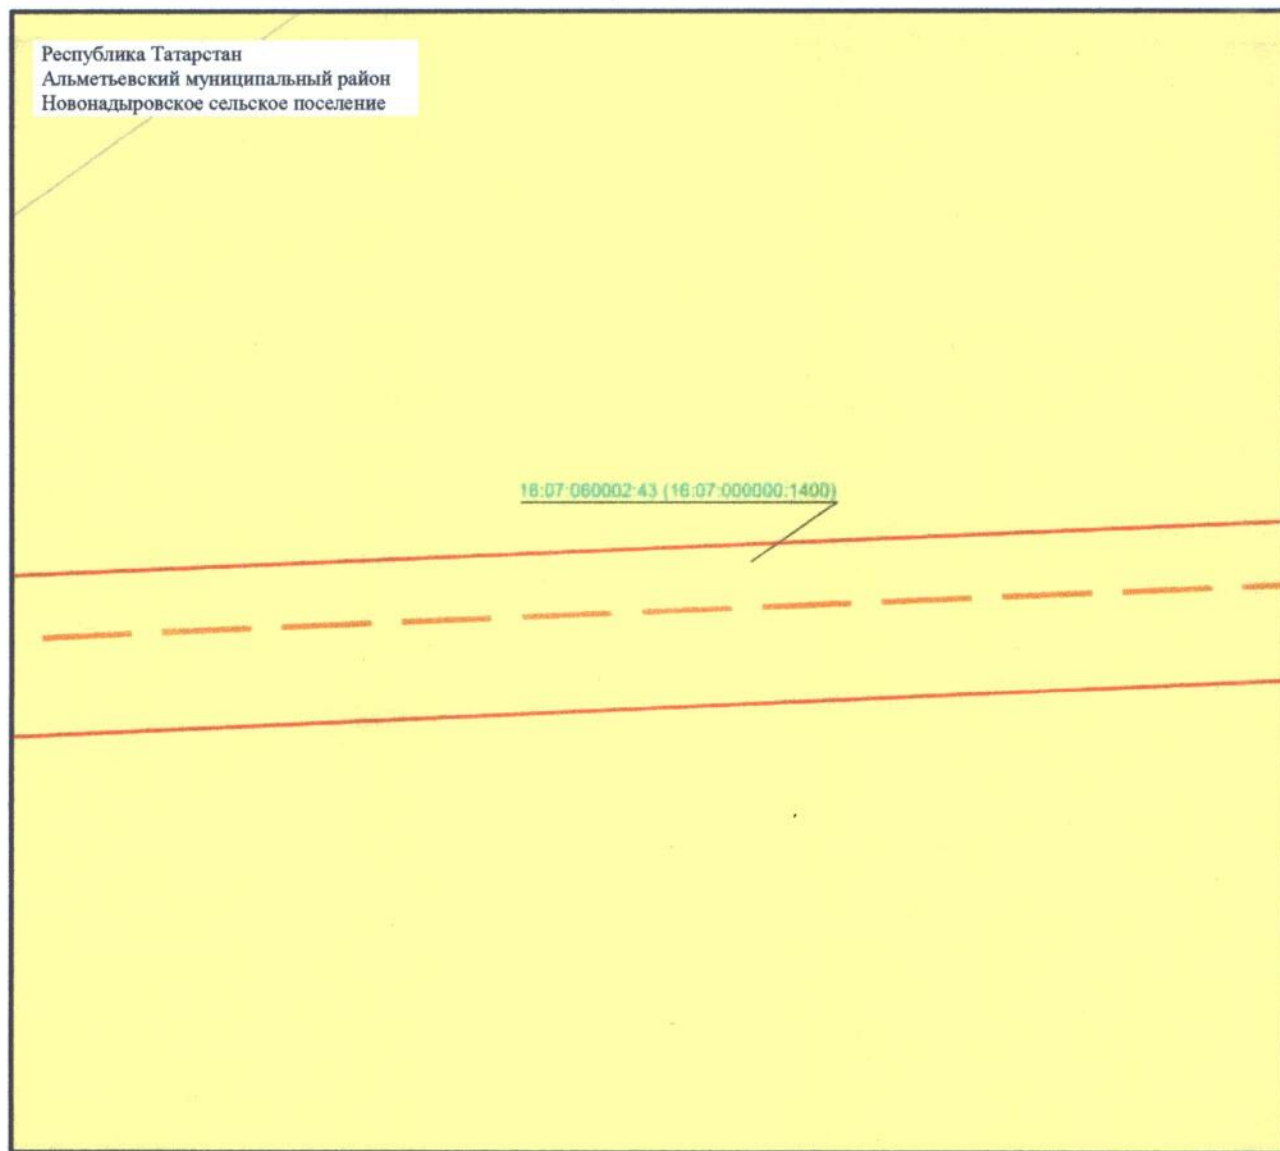 Республика Татарстан
Альметьевский муниципальный район
Новонадыровское сельское поселение
16:07:060002:43 (16:07:000000:1400)